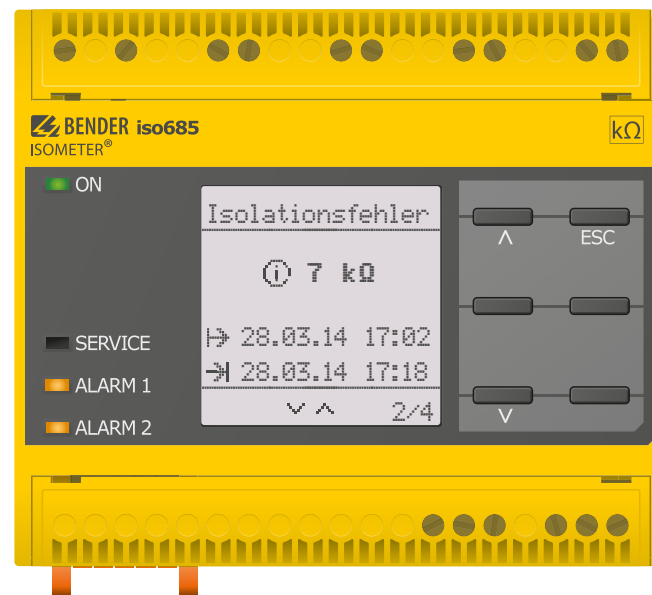 BENDER iso685
ISOMETER®
kΩ
ON
Isolationsfehler
7 kΩ
28.03.14 17:02
28.03.14 17:18
2/4
SERVICE
ALARM 1
ALARM 2
ESC